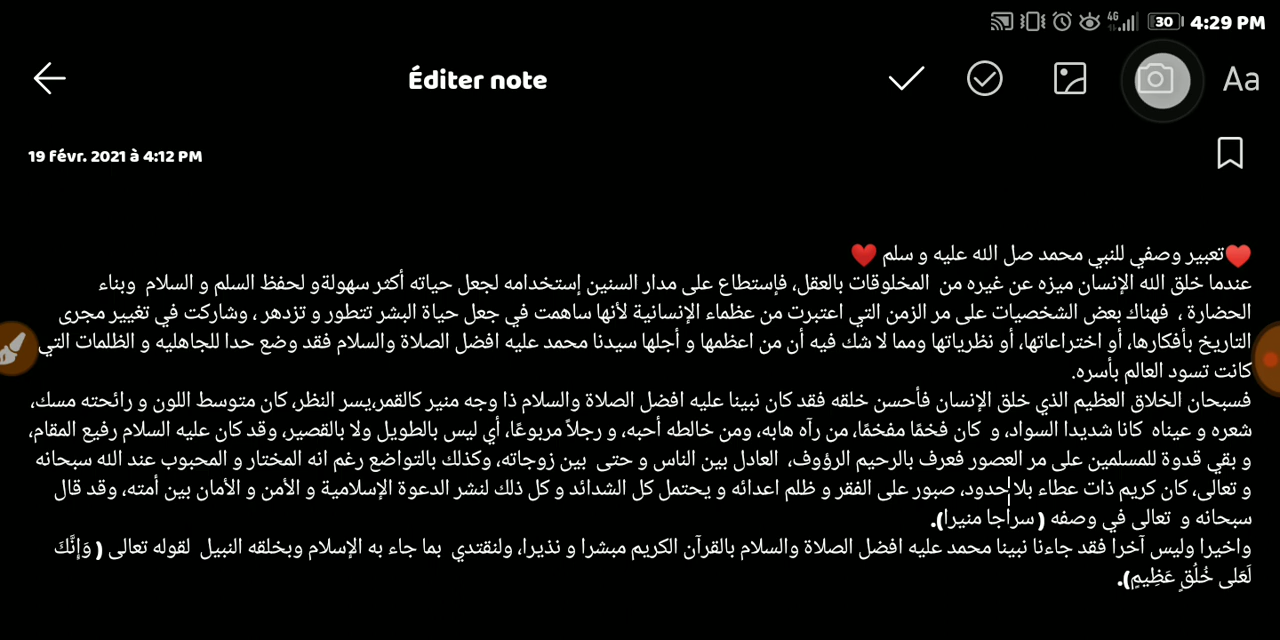 4G 30 4:29 PM
Éditer note
Aa
19 févr. 2021 à 4:12 PM
❤️تعبير وصفي للنبي محمد صل الله عليه و سلم ❤️
عندما خلق الله الإنسان ميزه عن غيره من المخلوقات بالعقل، فإستطاع على مدار السنين إستخدامه لجعل حياته أكثر سهولةو لحفظ السلم و السلام وبناء
الحضارة ، فهناك بعض الشخصيات على مر الزمن التي اعتبرت من عظماء الإنسانية لأنها ساهمت في جعل حياة البشر تتطور و تزدهر ، وشاركت في تغيير مجرى
التاريخ بأفكارها، أو اختراعاتها، أو نظرياتها ومما لا شك فيه أن من اعظمها و أجلها سيدنا محمد عليه افضل الصلاة والسلام فقد وضع حدا للجاهليه و الظلمات التي
كانت تسود العالم بأسره.
فسبحان الخلاق العظيم الذي خلق الإنسان فأحسن خلقه فقد كان نبينا عليه افضل الصلاة والسلام ذا وجه منير كالقمر،يسر النظر، كان متوسط اللون و رائحته مسك،
شعره و عيناه كانا شديدا السواد، و كان فخمًا مفخمًا، من رآه هابه، ومن خالطه أحبه، و رجلاً مربوعًا، أي ليس بالطويل ولا بالقصير، وقد كان عليه السلام رفيع المقام،
و بقي قدوة للمسلمين على مر العصور فعرف بالرحيم الرؤوف، العادل بين الناس و حتى بين زوجاته، وكذلك بالتواضع رغم انه المختار و المحبوب عند الله سبحانه
و تعالى، كان كريم ذات عطاء بلا حدود، صبور على الفقر و ظلم اعدائه و يحتمل كل الشدائد و كل ذلك لنشر الدعوة الإسلامية و الأمن و الأمان بين أمته، وقد قال
سبحانه و تعالى في وصفه ( سراجا منيرا).
واخيرا وليس آخرا فقد جاءنا نبينا محمد عليه افضل الصلاة والسلام بالقرآن الكريم مبشرا و نذيرا، ولنقتدي بما جاء به الإسلام وبخلقه النبيل لقوله تعالى ( وَإِنَّكَ
لَعَلى خُلُقٍ عَظِيمٍ).